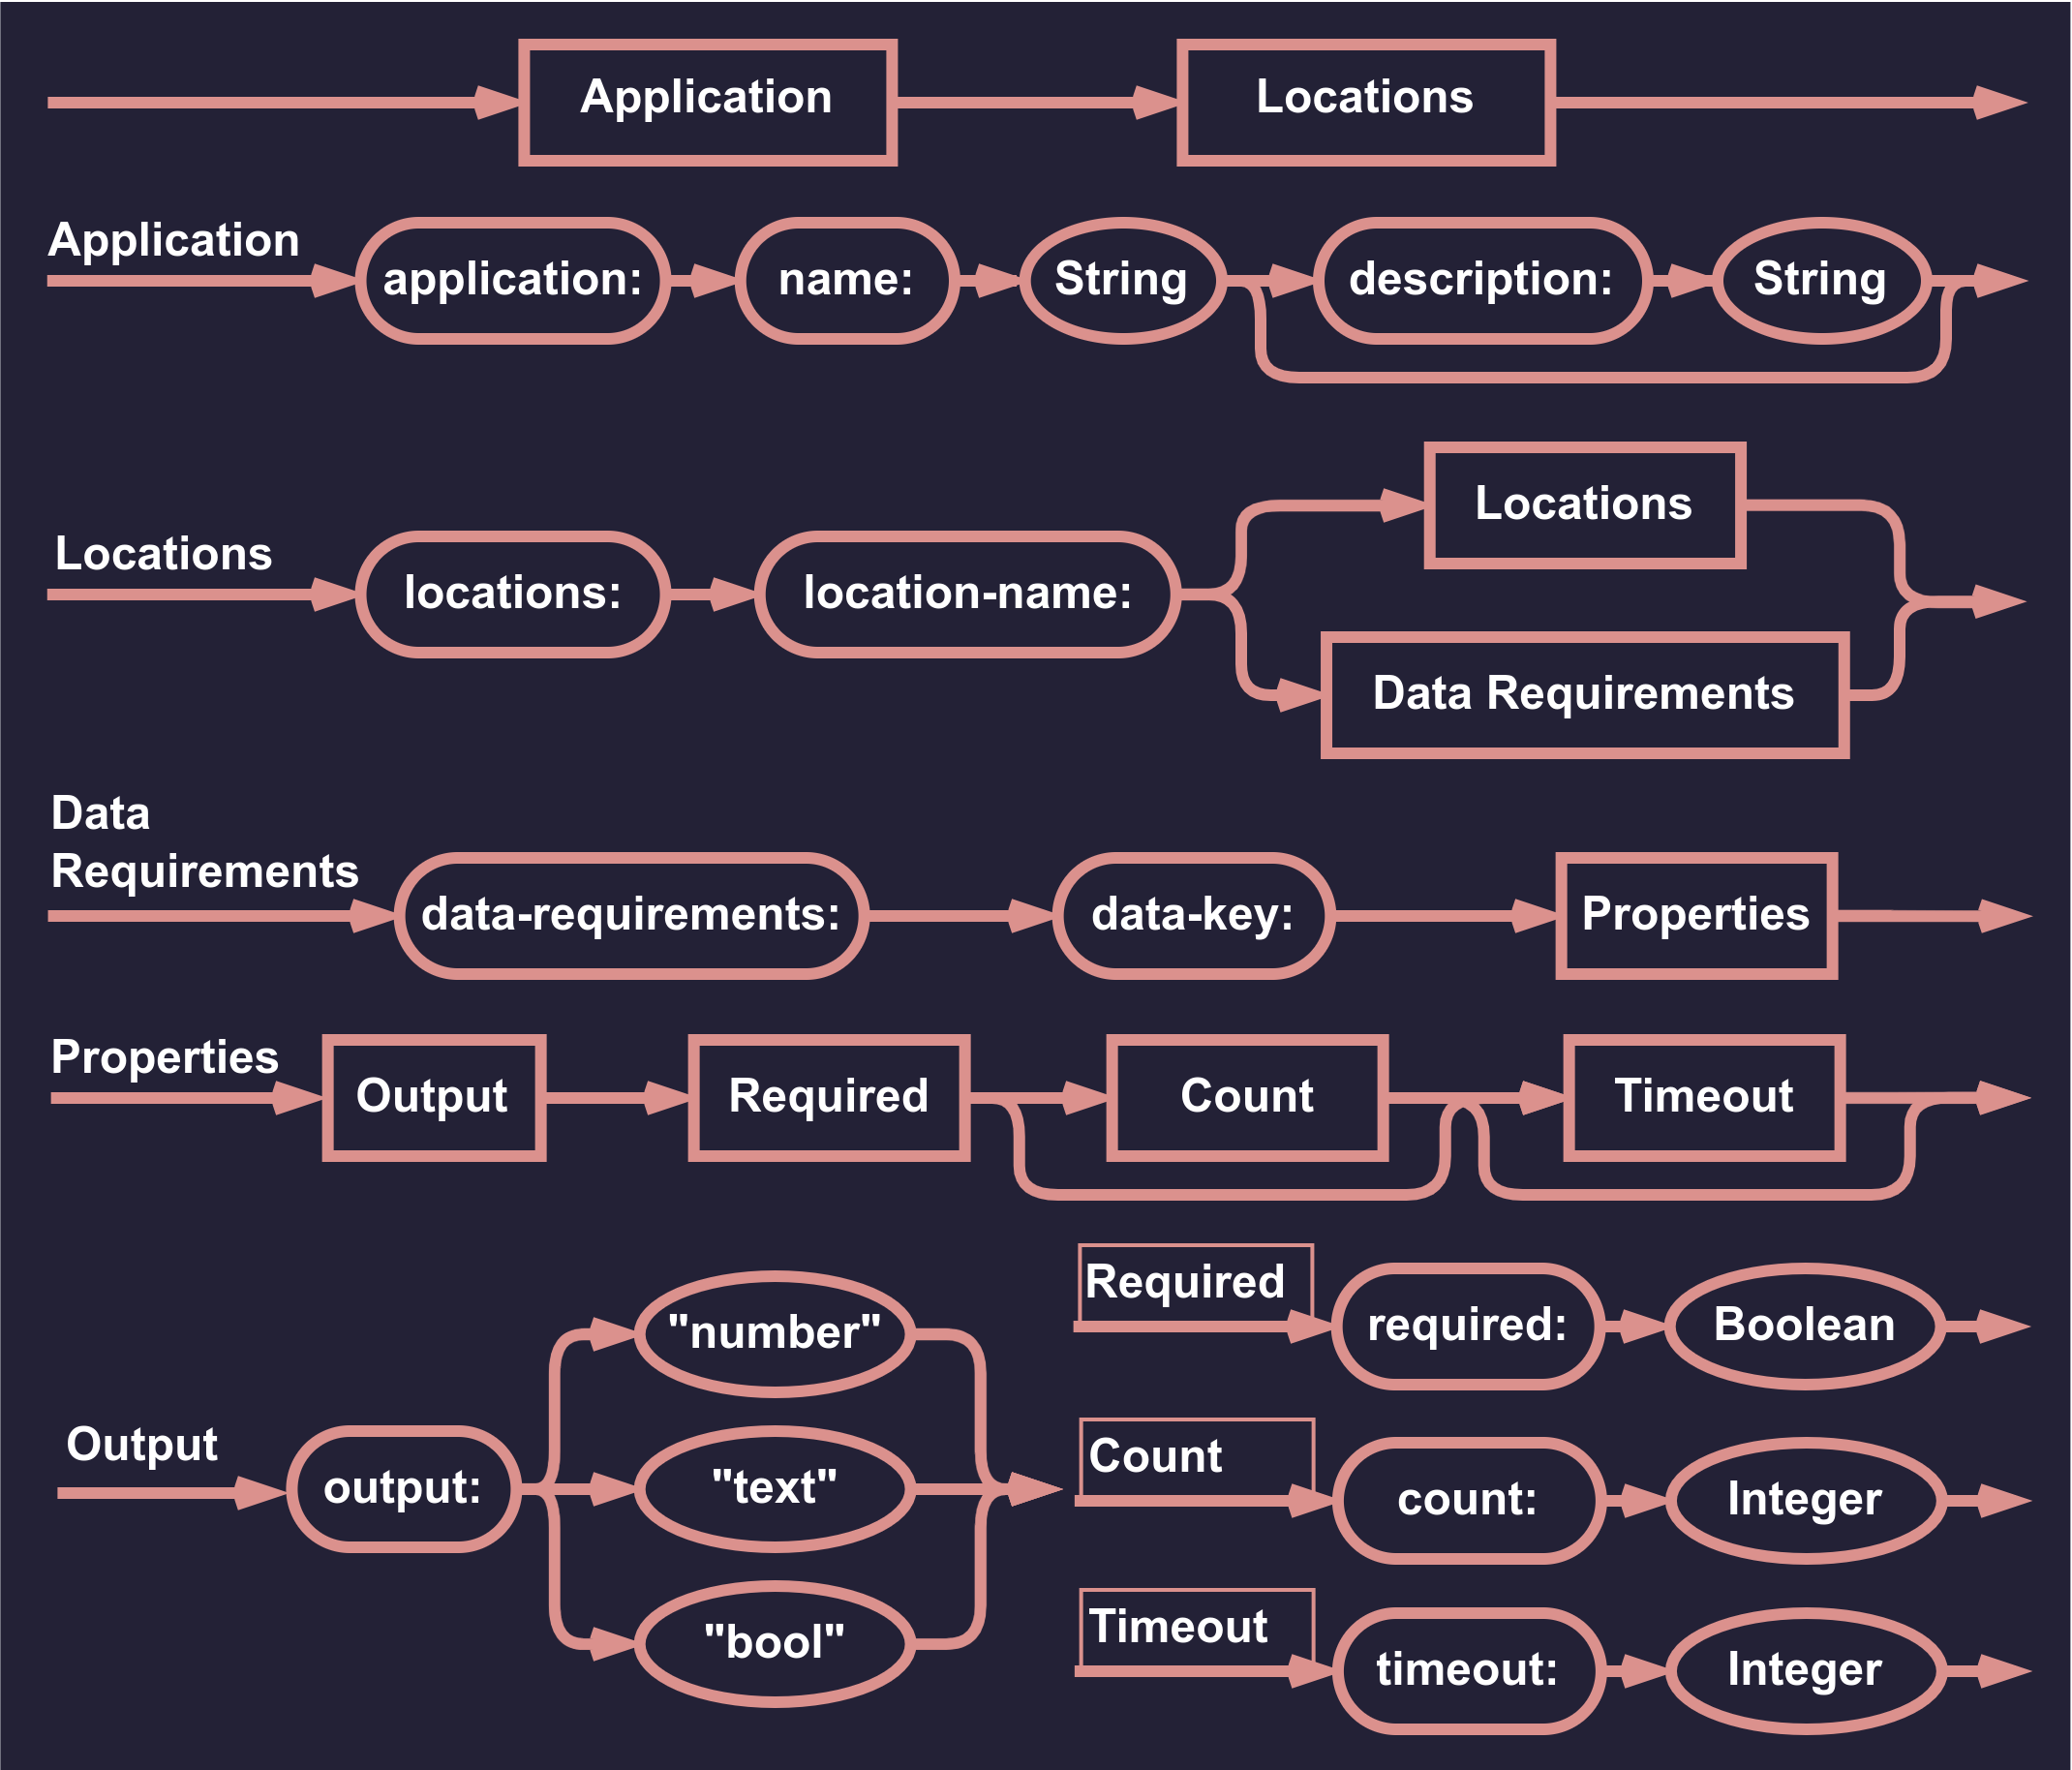 Application
Locations
Application
application:
name:
String
description:
String
Locations
locations:
location-name:
Locations
Data Requirements
Data
Requirements
data-requirements:
data-key:
Properties
Properties
Output
Required
Count
Timeout
Output
output:
"number"
"text"
"bool"
Required
required:
Boolean
Count
count:
Integer
Timeout
timeout:
Integer